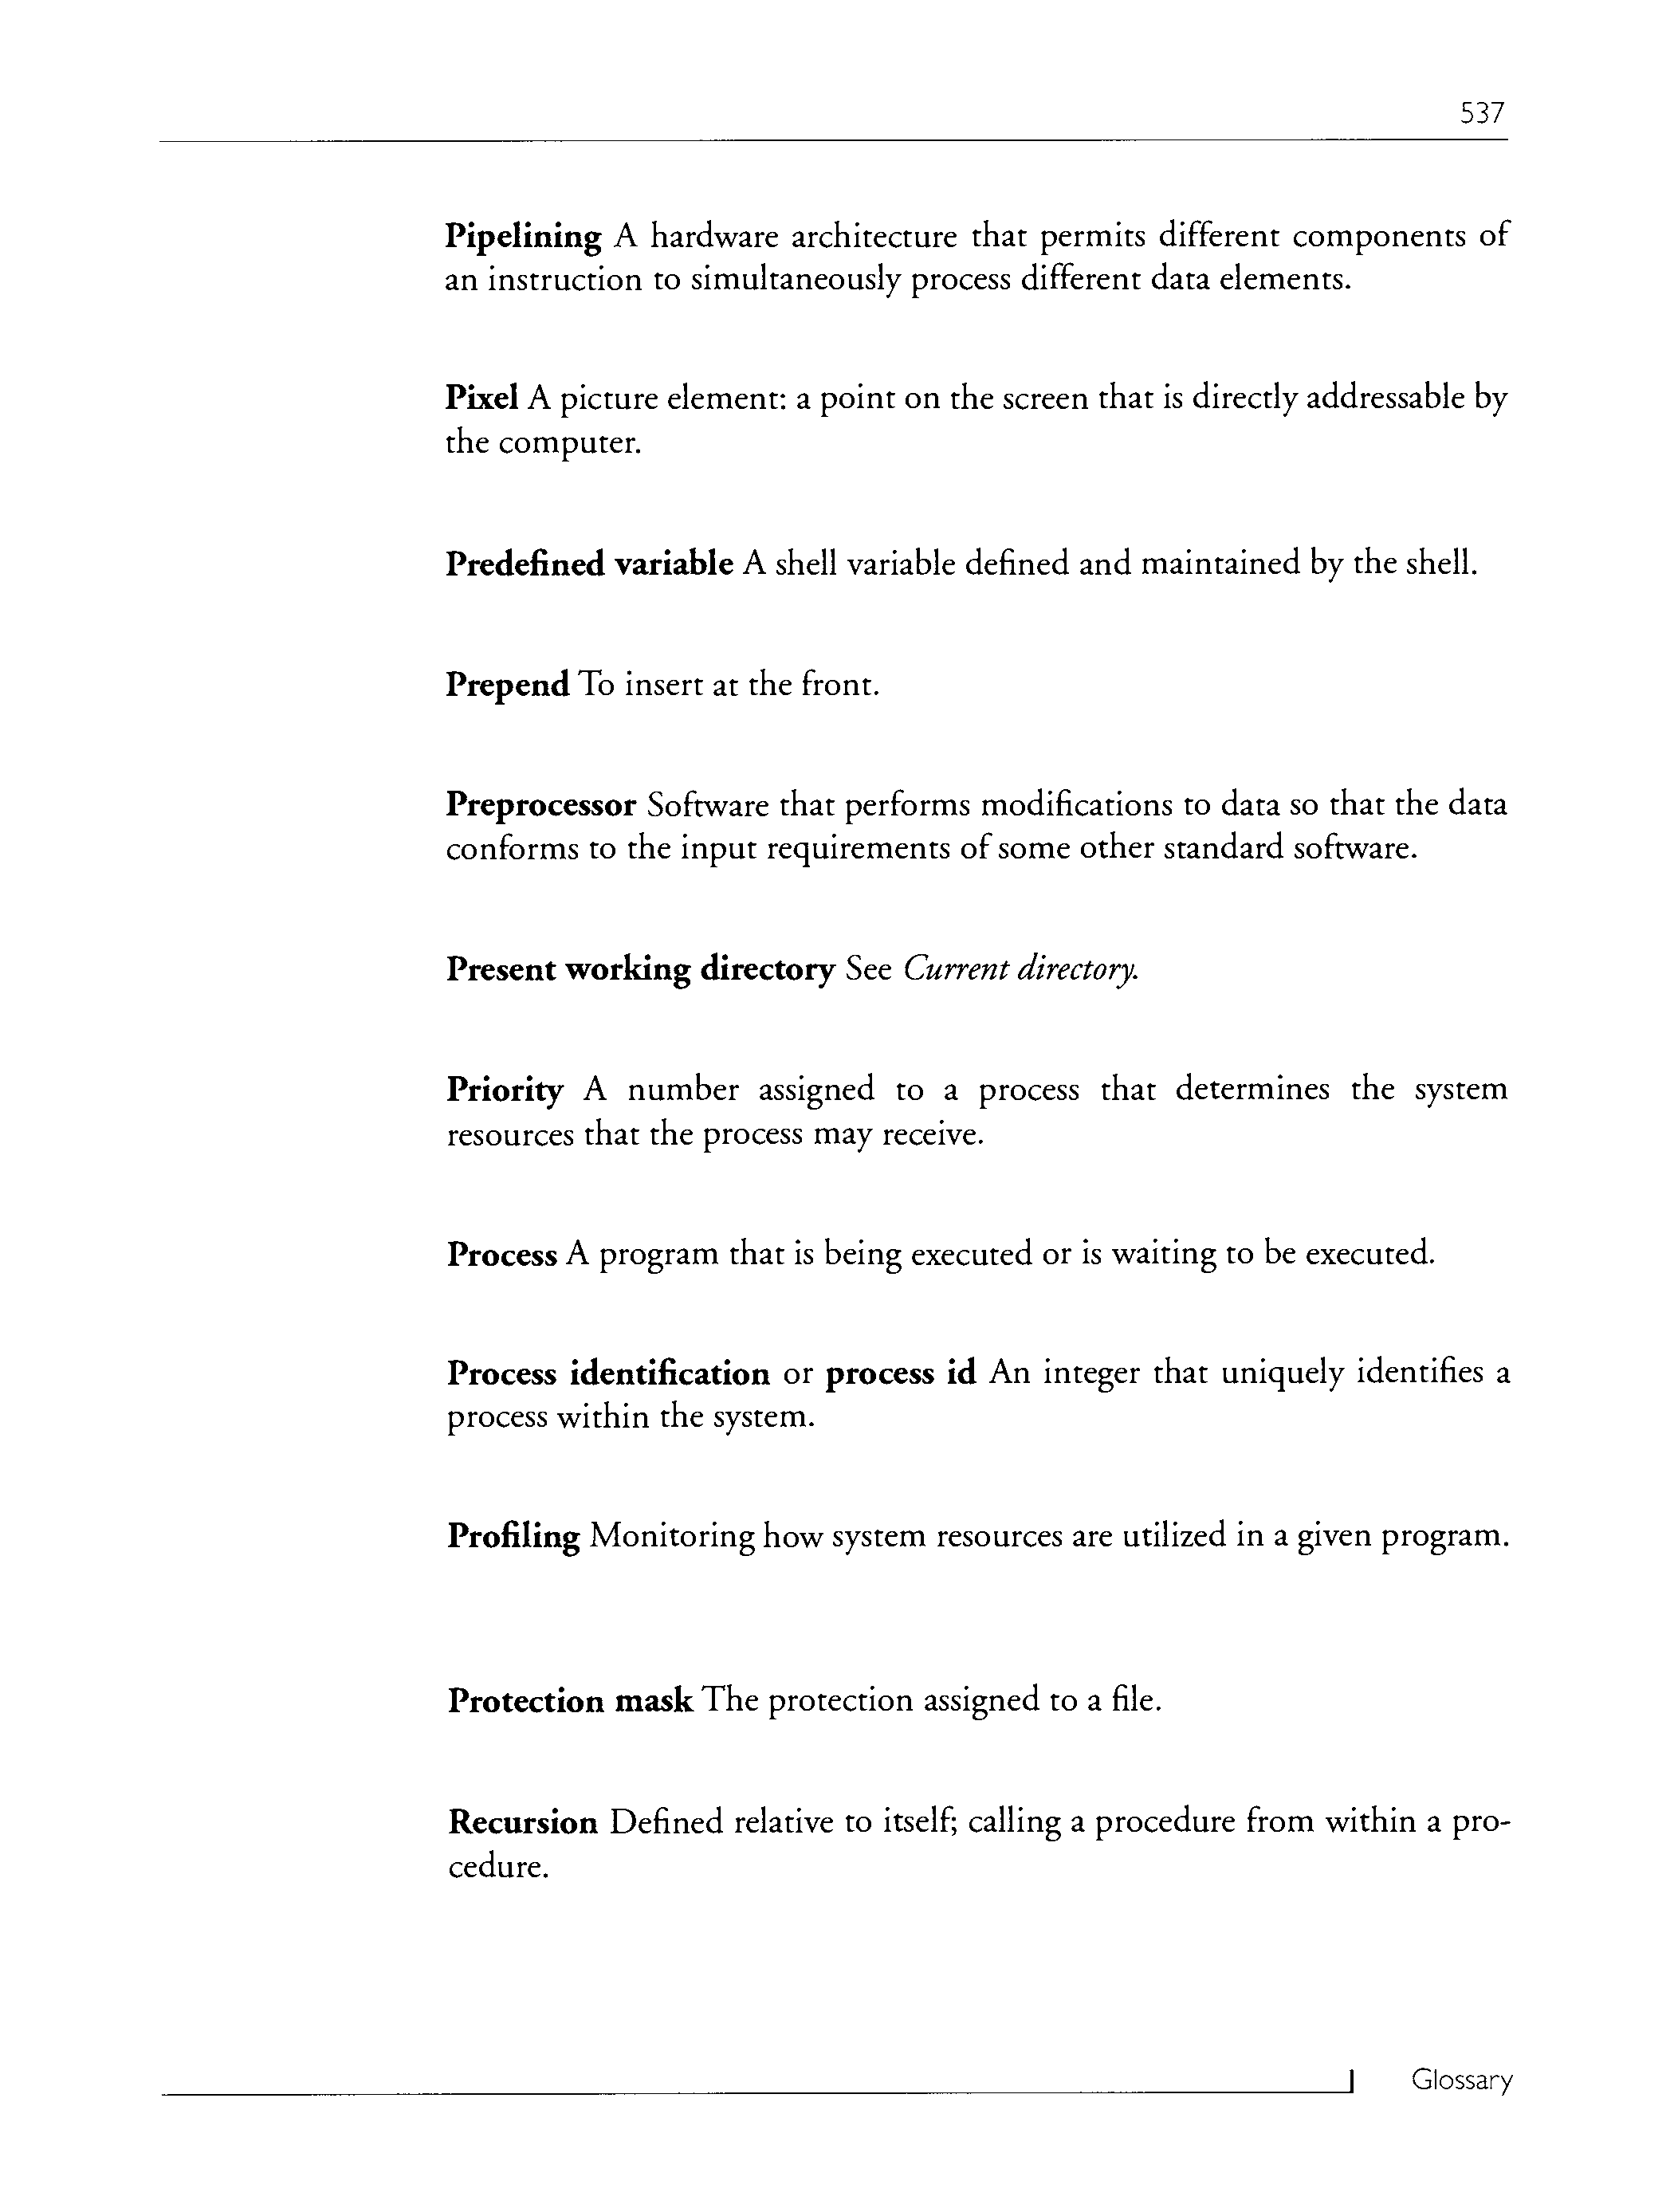 537
Pipelining A hardware architecture that permits different components of
an instruction to simultaneously process different data elements.
Pixel A picture element: a point on the screen that is directly addressable by
the computer.
Predefined variable A shell variable defined and maintained by the shell.
Prepend To insert at the front.
Preprocessor Software that performs modifications to data so that the data
conforms to the input requirements of some other standard software.
Present working directory See Current directory.
Priority A number assigned to a process that determines the system
resources that the process may receive.
Process A program that is being executed or is waiting to be executed.
Process identification or process id An integer that uniquely identifies a
process within the system.
Profiling Monitoring how system resources are utilized in a given program.
Protection mask The protection assigned to a file.
Recursion Defined relative to itself; calling a procedure from within a pro-
cedure.
Glossary